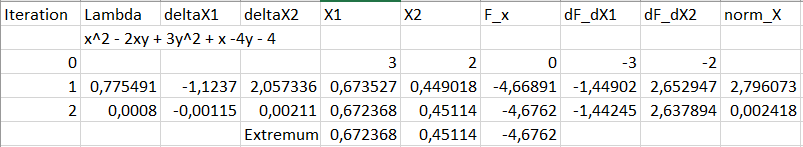 Iteration Lambda deltaX1 deltaX2 X1 X2 F_x dF_dX1 dF_dX2 norm_X
x^2 - 2xy + 3y^2 + x -4y - 4
0 3 2 0 -3 -2
1 0,775491 -1,1237 2,057336 0,673527 0,449018 -4,66891 -1,44902 2,652947 2,796073
2 0,0008 -0,00115 0,00211 0,672368 0,45114 -4,6762 -1,44245 2,637894 0,002418
Extremum 0,672368 0,45114 -4,6762